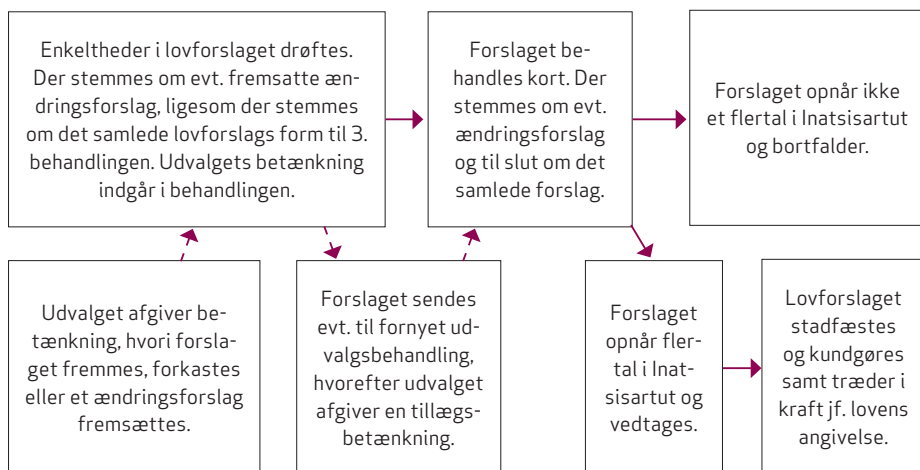 Enkeltheder i lovforslaget drøftes.
Der stemmes om evt. fremsatte æn-
dringsforslag, ligesom der stemmes
om det samlede lovforslags form til 3.
behandlingen. Udvalgets betænkning
indgår i behandlingen.
Forslaget be-
handles kort. Der
stemmes om evt.
ændringsforslag
og til slut om det
samlede forslag.
Forslaget opnår ikke
et flertal i Inatsisartut
og bortfalder.
Udvalget afgiver be-
tænkning, hvori forsla-
get fremmes, forkastes
eller et ændringsforslag
fremsættes.
Forslaget sendes
evt. til fornyet ud-
valgsbehandling,
hvorefter udvalget
afgiver en tillægs-
betænkning.
Forslaget
opnår fler-
tal i Inat-
sisartut og
vedtages.
Lovforslaget
stadfæstes
og kundgøres
samt træder i
kraft jf. lovens
angivelse.